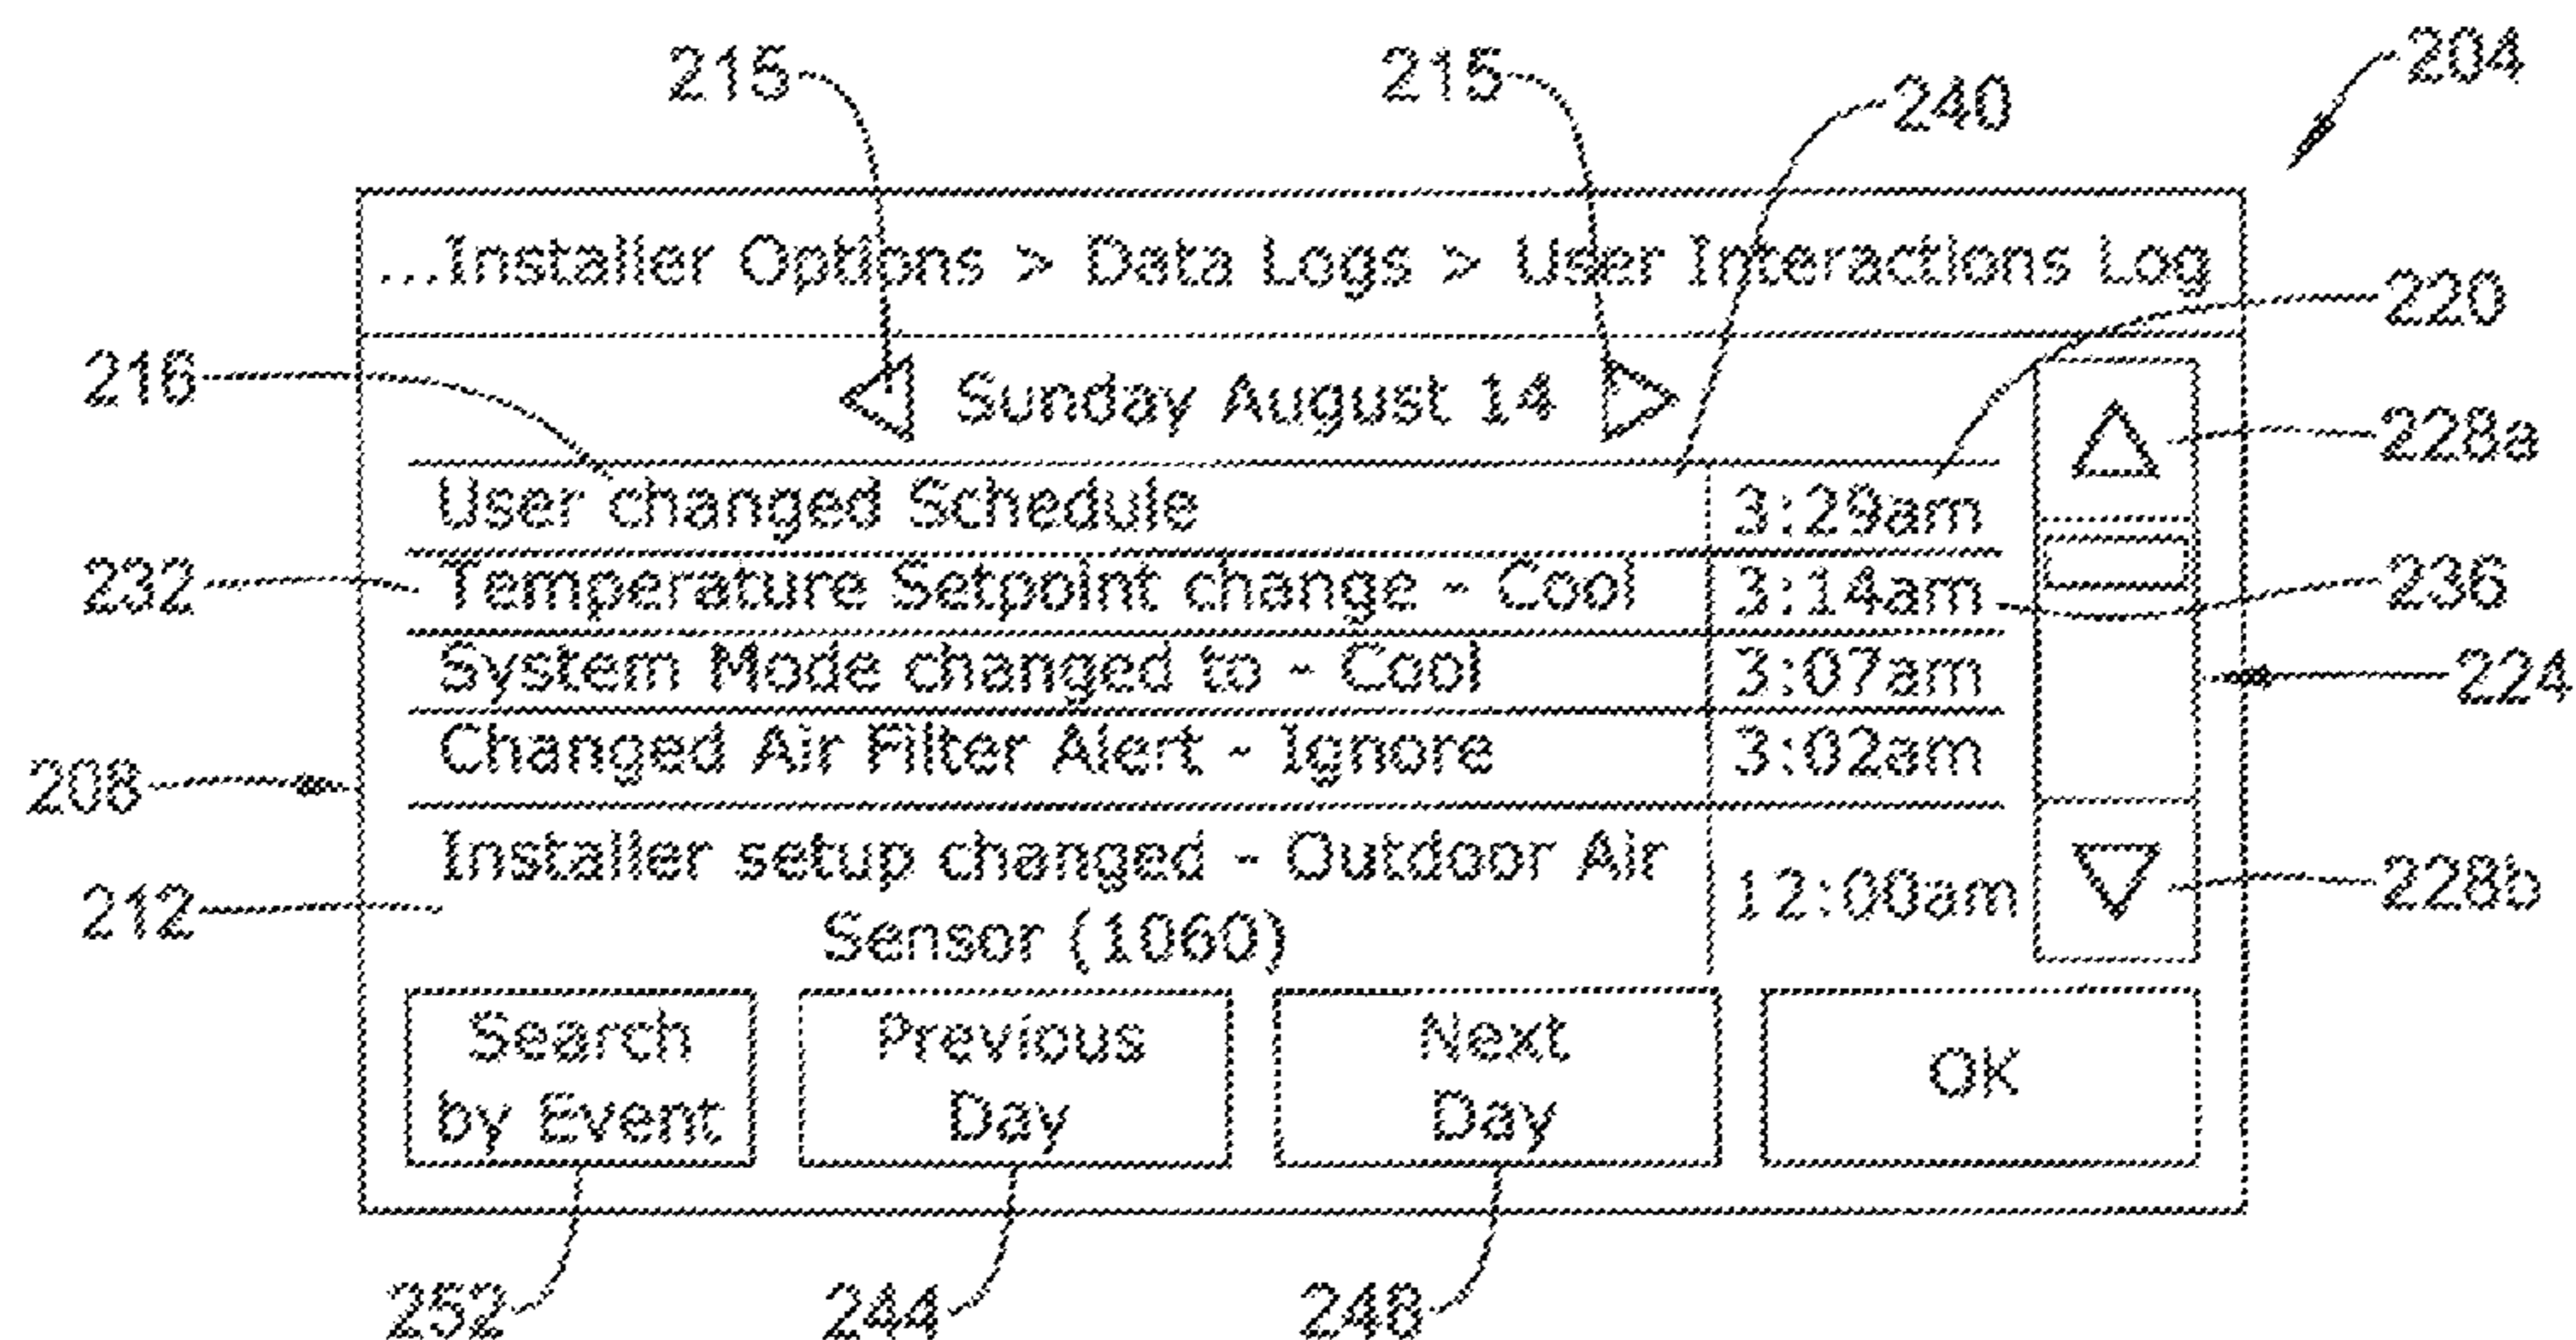 204
215
215
240
...Installer Options > Data Logs > User Interactions Log
220
216
Sunday August 14
228a
User changed Schedule 3:29am
232
Temperature Setpoint change - Cool 3:14am
236
System Mode changed to - Cool 3:07am
224
Changed Air Filter Alert - Ignore 3:02am
208
Installer setup changed - Outdoor Air
Sensor (1060) 12:00am
228b
212
Search
by Event
Previous
Day
Next
Day
OK
252
244
248